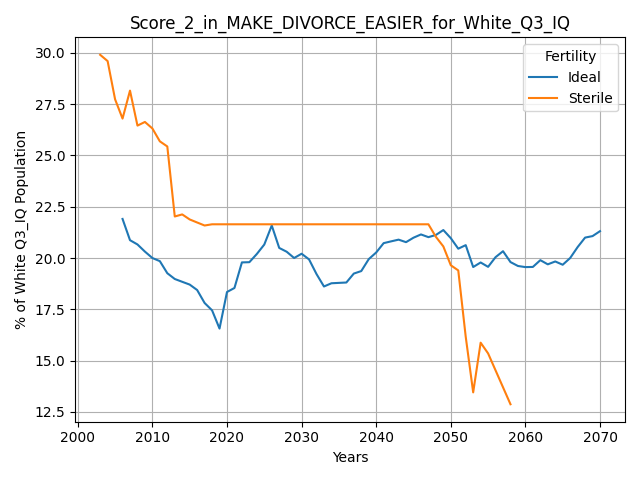 Score_2_in_MAKE_DIVORCE_EASIER_for_White_Q3_IQ
Fertility
Ideal
Sterile
% of White Q3_IQ Population
30.0
27.5
25.0
22.5
20.0
17.5
15.0
12.5
2000
2010
2020
2030
2040
2050
2060
2070
Years